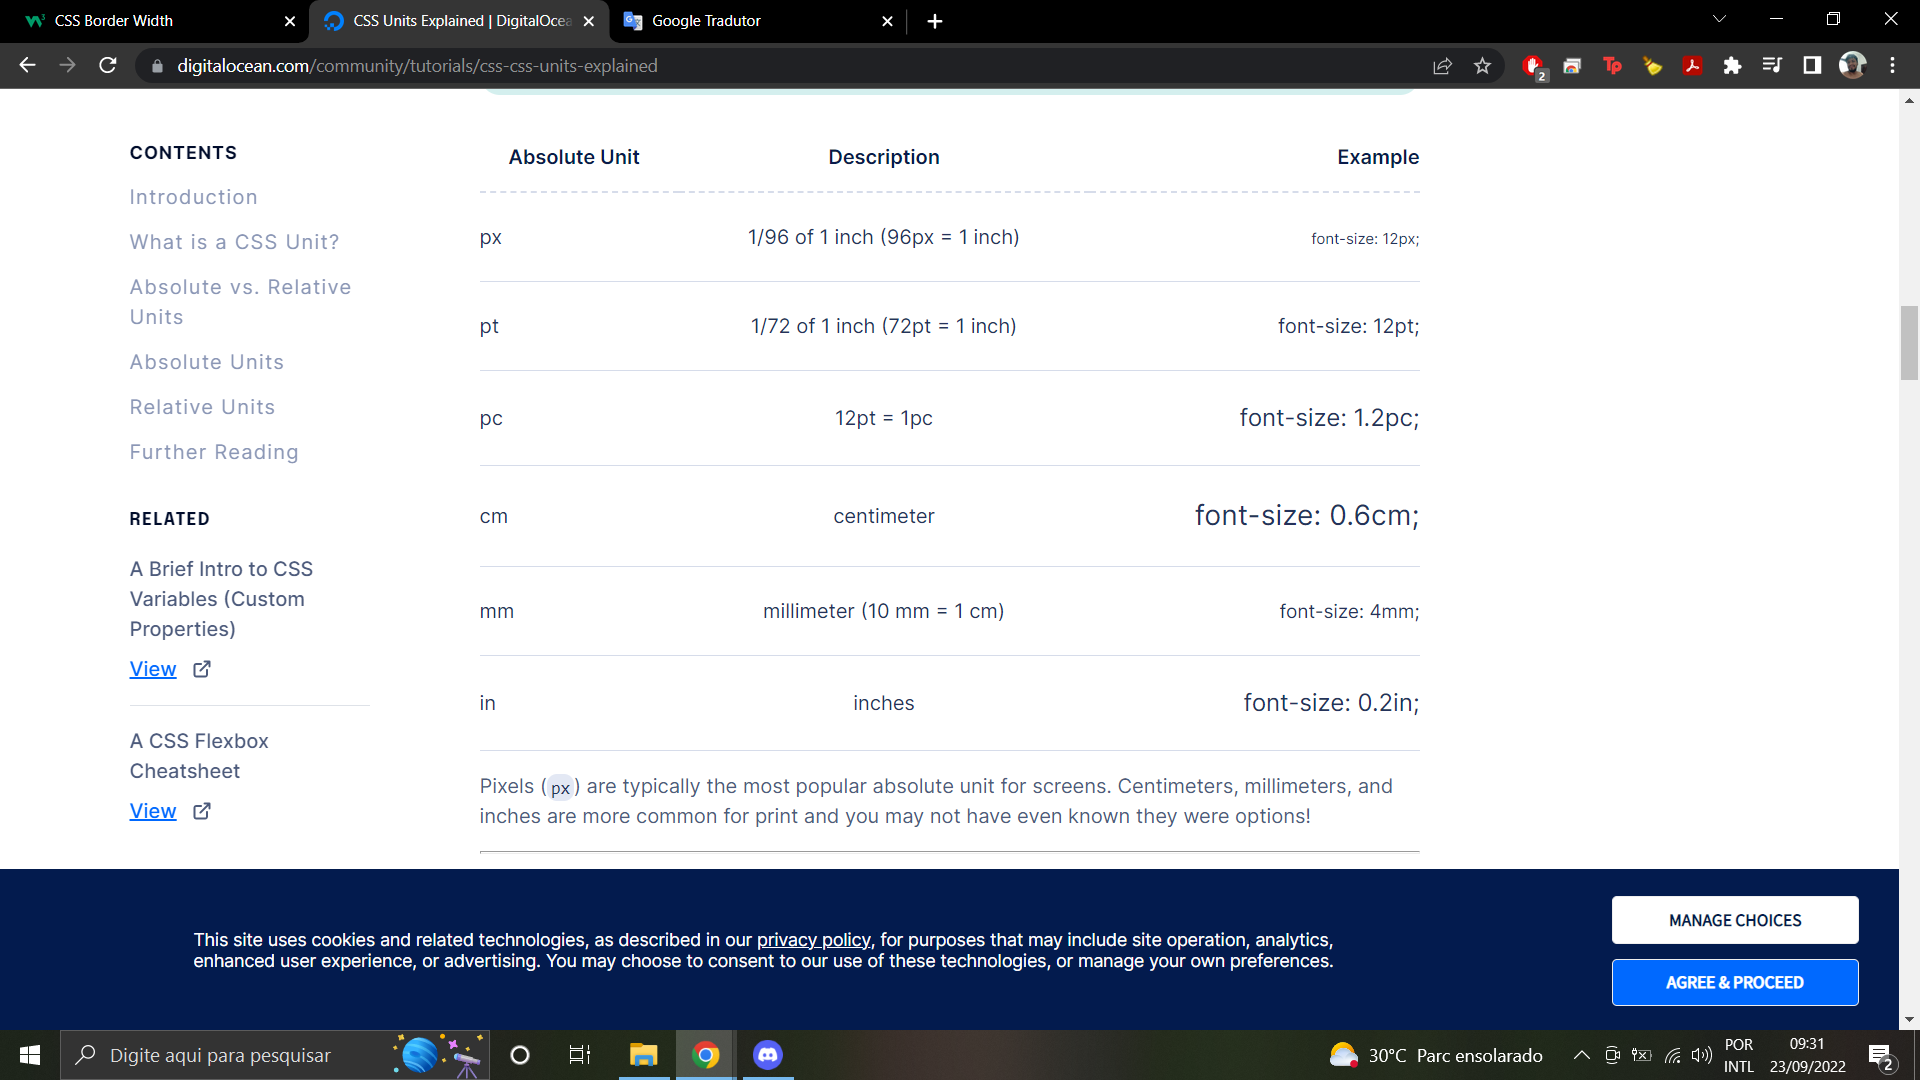 CSS Border Width
CSS Units Explained | DigitalOcea
Google Tradutor
digitalocean.com/community/tutorials/css-css-units-explained
2
CONTENTS
Introduction
What is a CSS Unit?
Absolute vs. Relative
Units
Absolute Units
Relative Units
Further Reading
RELATED
A Brief Intro to CSS
Variables (Custom
Properties)
View
A CSS Flexbox
Cheatsheet
View
Absolute Unit Description Example
px 1/96 of 1 inch (96px = 1 inch) font-size: 12px;
pt 1/72 of 1 inch (72pt = 1 inch) font-size: 12pt;
pc 12pt = 1pc font-size: 1.2pc;
cm centimeter font-size: 0.6cm;
mm millimeter (10 mm = 1 cm) font-size: 4mm;
in inches font-size: 0.2in;
Pixels (px) are typically the most popular absolute unit for screens. Centimeters, millimeters, and
inches are more common for print and you may not have even known they were options!
This site uses cookies and related technologies, as described in our privacy policy, for purposes that may include site operation, analytics,
enhanced user experience, or advertising. You may choose to consent to our use of these technologies, or manage your own preferences.
MANAGE CHOICES
AGREE & PROCEED
Digite aqui para pesquisar
30°C Parc ensolarado
POR
INTL
09:31
23/09/2022
2